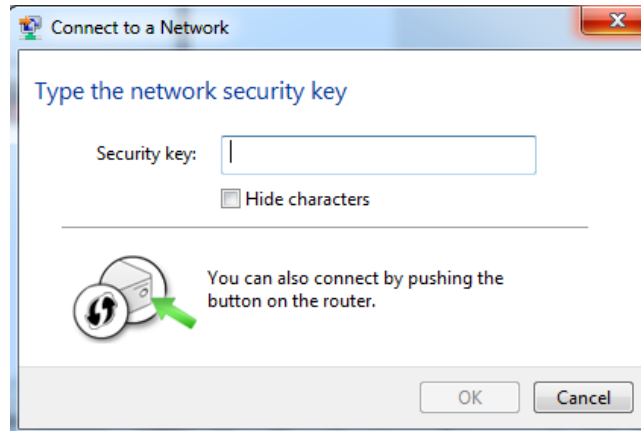 Connect to a Network
Type the network security key
Security key:
Hide characters
You can also connect by pushing the
button on the router.
OK
Cancel